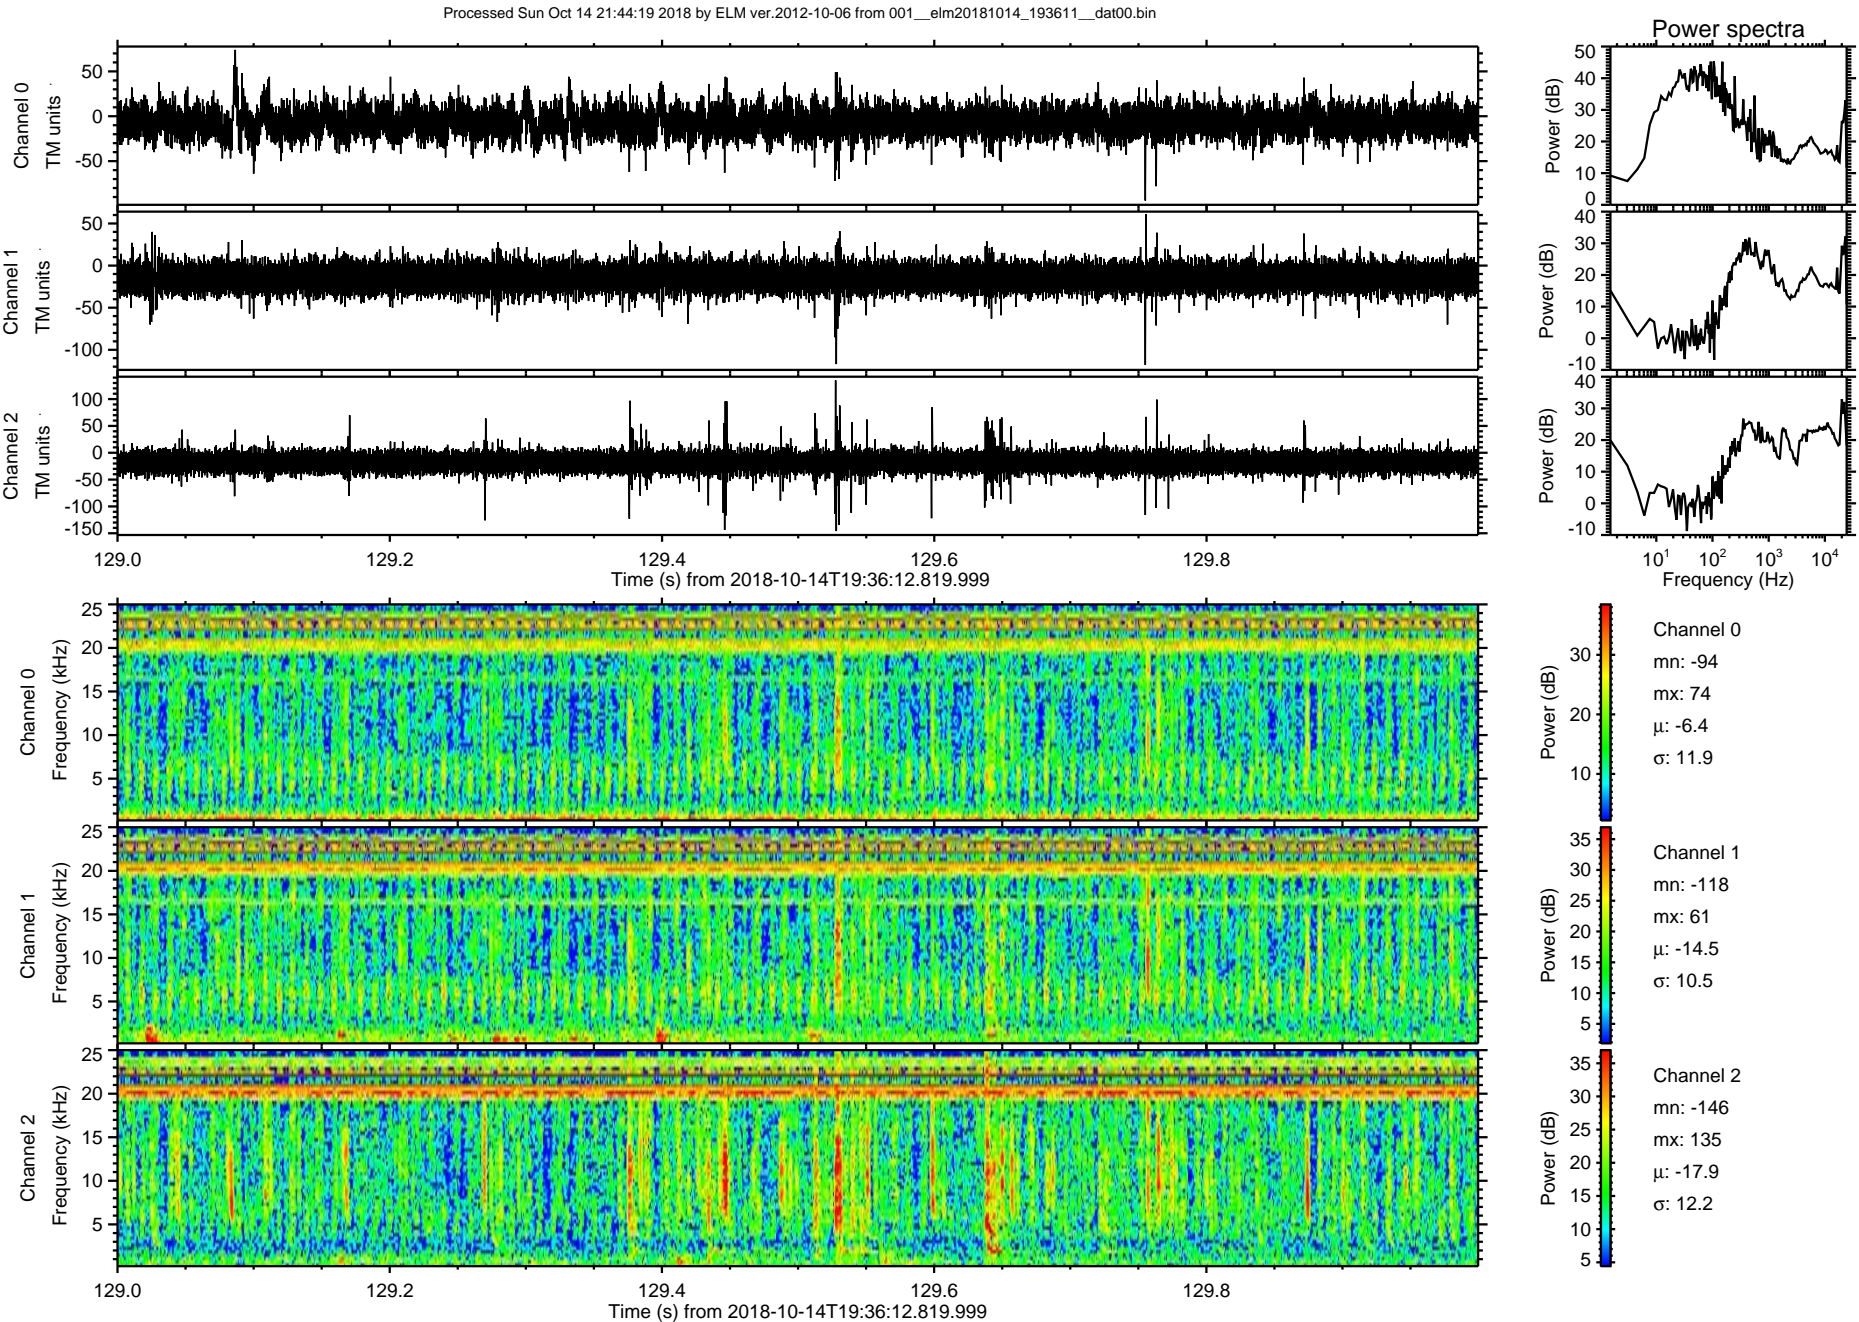 Processed Sun Oct 14 21:44:19 2018 by ELM ver.2012-10-06 from 001__elm20181014_193611__dat00.bin
Power spectra
Channel 0
TM units
50
0
-50
Power (dB)
50
40
30
20
10
0
Channel 1
TM units
50
0
-50
-100
Power (dB)
40
30
20
10
0
-10
Channel 2
TM units
100
50
0
-50
-100
-150
Power (dB)
40
30
20
10
0
-10
129.0 129.2 129.4 129.6 129.8
Time (s) from 2018-10-14T19:36:12.819.999
10¹ 10² 10³ 10⁴
Frequency (Hz)
Channel 0
Frequency (kHz)
25
20
15
10
5
Power (dB)
30
20
10
Channel 0
mn: -94
mx: 74
µ: -6.4
σ: 11.9
Channel 1
Frequency (kHz)
25
20
15
10
5
Power (dB)
35
30
25
20
15
10
5
Channel 1
mn: -118
mx: 61
µ: -14.5
σ: 10.5
Channel 2
Frequency (kHz)
25
20
15
10
5
Power (dB)
35
30
25
20
15
10
5
Channel 2
mn: -146
mx: 135
µ: -17.9
σ: 12.2
129.0 129.2 129.4 129.6 129.8
Time (s) from 2018-10-14T19:36:12.819.999